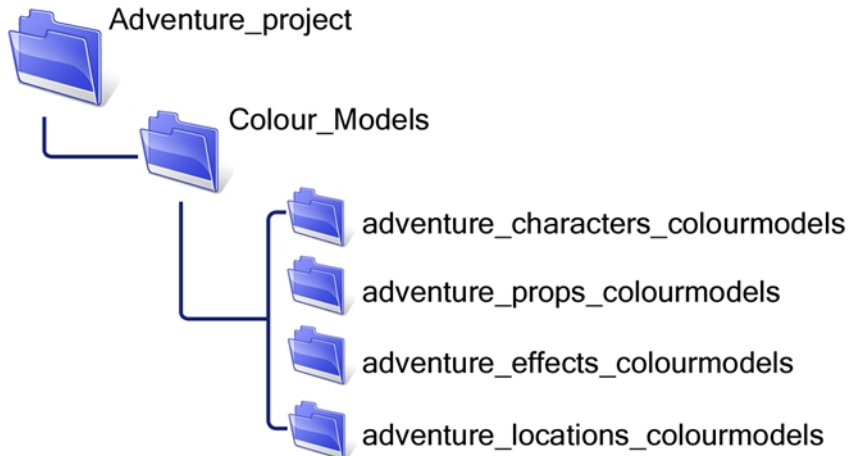 Adventure_project
Colour_Models
adventure_characters_colourmodels
adventure_props_colourmodels
adventure_effects_colourmodels
adventure_locations_colourmodels